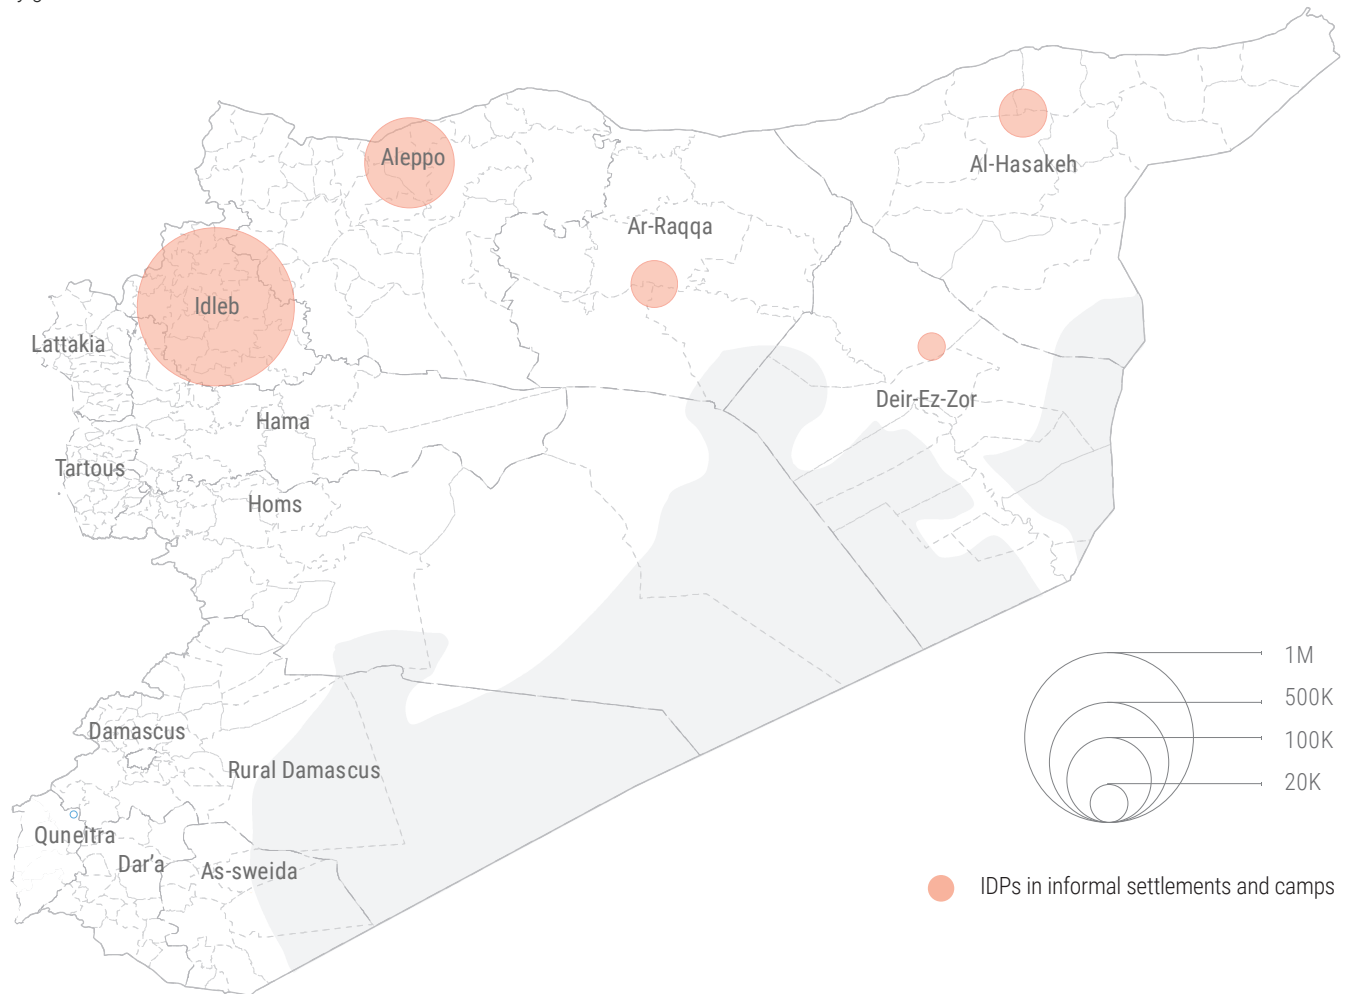 Aleppo
Al-Hasakeh
Ar-Raqqa
Idleb
Lattakia
Deir-Ez-Zor
Hama
Tartous
Homs
1M
500K
100K
20K
Damascus
Rural Damascus
Quneitra
Dar’a
As-sweida
IDPs in informal settlements and camps